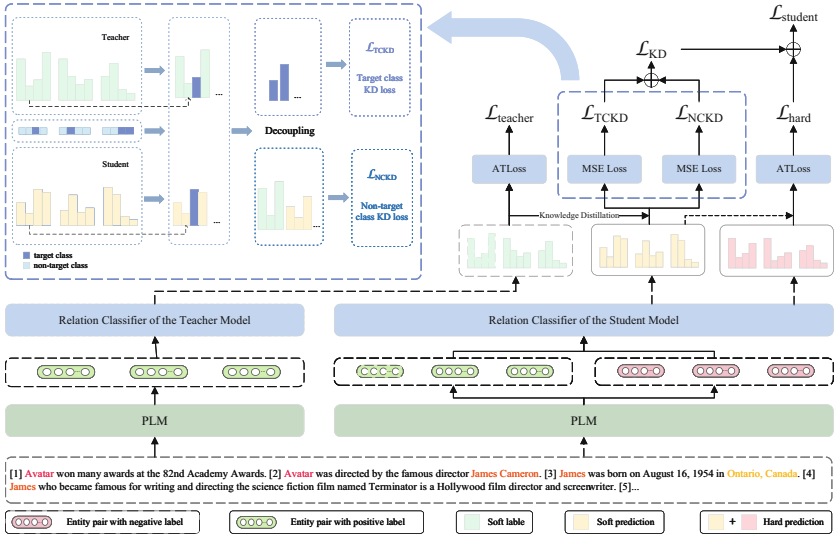 Teacher
...
Student
...
target class
non-target class
...
Decoupling
...
L_TCKD
Target class
KD loss
L_NCKD
Non-target
class KD loss
L_student
L_KD
L_teacher
L_TCKD
L_NCKD
L_hard
ATLoss
MSE Loss
MSE Loss
ATLoss
Knowledge Distillation
Relation Classifier of the Teacher Model
Relation Classifier of the Student Model
PLM
PLM
[1] Avatar won many awards at the 82nd Academy Awards. [2] Avatar was directed by the famous director James Cameron. [3] James was born on August 16, 1954 in Ontario, Canada. [4]
James who became famous for writing and directing the science fiction film named Terminator is a Hollywood film director and screenwriter. [5]...
Entity pair with negative label
Entity pair with positive label
Soft lable
Soft prediction
+
Hard prediction